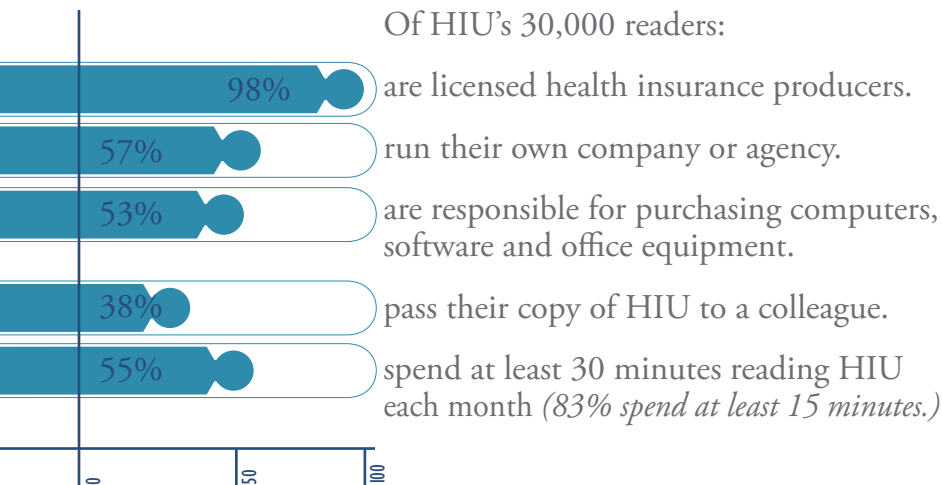 Of HIU's 30,000 readers:
98%
are licensed health insurance producers.
57%
run their own company or agency.
53%
are responsible for purchasing computers,
software and office equipment.
38%
pass their copy of HIU to a colleague.
55%
spend at least 30 minutes reading HIU
each month (83% spend at least 15 minutes.)
0
50
100